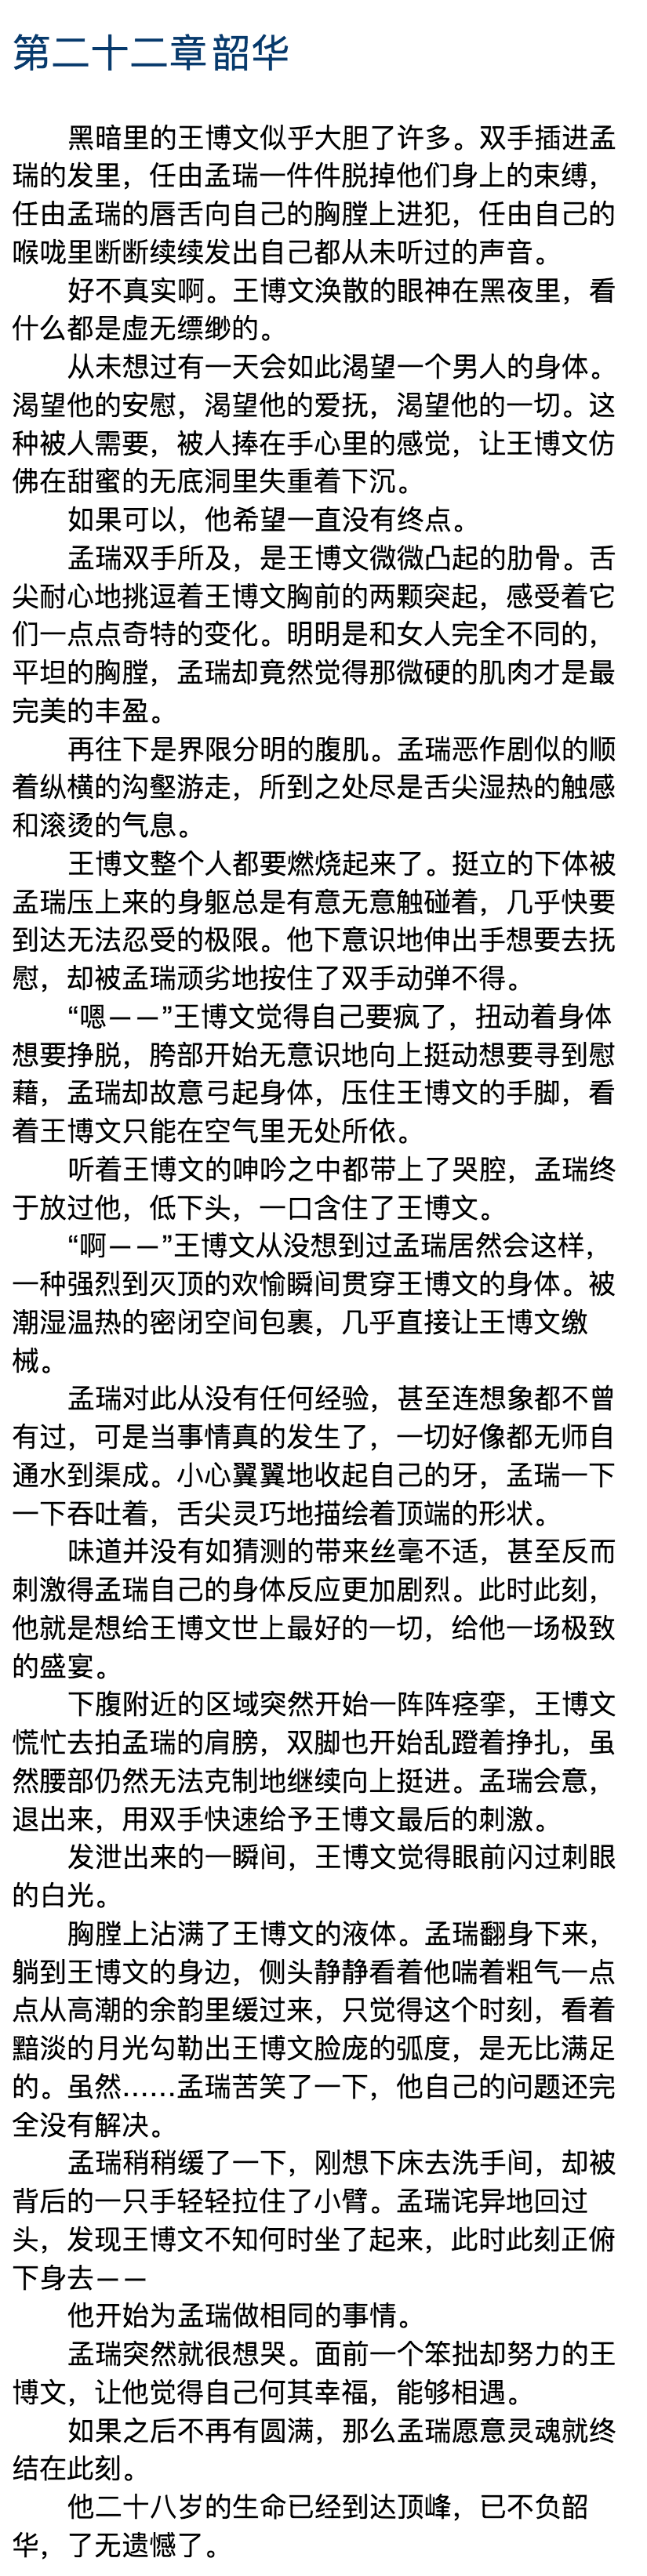 第二十二章 韶华
黑暗里的王博文似乎大胆了许多。双手插进孟
瑞的发里，任由孟瑞一件件脱掉他们身上的束缚，
任由孟瑞的唇舌向自己的胸膛上进犯，任由自己的
喉咙里断断续续发出自己都从未听过的声音。
好不真实啊。王博文涣散的眼神在黑夜里，看
什么都是虚无缥缈的。
从未想过有一天会如此渴望一个男人的身体。
渴望他的安慰，渴望他的爱抚，渴望他的一切。这
种被人需要，被人捧在手心里的感觉，让王博文仿
佛在甜蜜的无底洞里失重着下沉。
如果可以，他希望一直没有终点。
孟瑞双手所及，是王博文微微凸起的肋骨。舌
尖耐心地挑逗着王博文胸前的两颗突起，感受着它
们一点点奇特的变化。明明是和女人完全不同的，
平坦的胸膛，孟瑞却竟然觉得那微硬的肌肉才是最
完美的丰盈。
再往下是界限分明的腹肌。孟瑞恶作剧似的顺
着纵横的沟壑游走，所到之处尽是舌尖湿热的触感
和滚烫的气息。
王博文整个人都要燃烧起来了。挺立的下体被
孟瑞压上来的身躯总是有意无意触碰着，几乎快要
到达无法忍受的极限。他下意识地伸出手想要去抚
慰，却被孟瑞顽劣地按住了双手动弹不得。
“嗯——”王博文觉得自己要疯了，扭动着身体
想要挣脱，胯部开始无意识地向上挺动想要寻到慰
藉，孟瑞却故意弓起身体，压住王博文的手脚，看
着王博文只能在空气里无处所依。
听着王博文的呻吟之中都带上了哭腔，孟瑞终
于放过他，低下头，一口含住了王博文。
“啊——”王博文从没想到过孟瑞居然会这样，
一种强烈到灭顶的欢愉瞬间贯穿王博文的身体。被
潮湿温热的密闭空间包裹，几乎直接让王博文缴
械。
孟瑞对此从没有任何经验，甚至连想象都不曾
有过，可是当事情真的发生了，一切好像都无师自
通水到渠成。小心翼翼地收起自己的牙，孟瑞一下
一下吞吐着，舌尖灵巧地描绘着顶端的形状。
味道并没有如猜测的带来丝毫不适，甚至反而
刺激得孟瑞自己的身体反应更加剧烈。此时此刻，
他就是想给王博文世上最好的一切，给他一场极致
的盛宴。
下腹附近的区域突然开始一阵阵痉挛，王博文
慌忙去拍孟瑞的肩膀，双脚也开始乱蹬着挣扎，虽
然腰部仍然无法克制地继续向上挺进。孟瑞会意，
退出来，用双手快速给予王博文最后的刺激。
发泄出来的一瞬间，王博文觉得眼前闪过刺眼
的白光。
胸膛上沾满了王博文的液体。孟瑞翻身下来，
躺到王博文的身边，侧头静静看着他喘着粗气一点
点从高潮的余韵里缓过来，只觉得这个时刻，看着
黯淡的月光勾勒出王博文脸庞的弧度，是无比满足
的。虽然……孟瑞苦笑了一下，他自己的问题还完
全没有解决。
孟瑞稍稍缓了一下，刚想下床去洗手间，却被
背后的一只手轻轻拉住了小臂。孟瑞诧异地回过
头，发现王博文不知何时坐了起来，此时此刻正俯
下身去——
他开始为孟瑞做相同的事情。
孟瑞突然就很想哭。面前一个笨拙却努力的王
博文，让他觉得自己何其幸福，能够相遇。
如果之后不再有圆满，那么孟瑞愿意灵魂就终
结在此刻。
他二十八岁的生命已经到达顶峰，已不负韶
华，了无遗憾了。